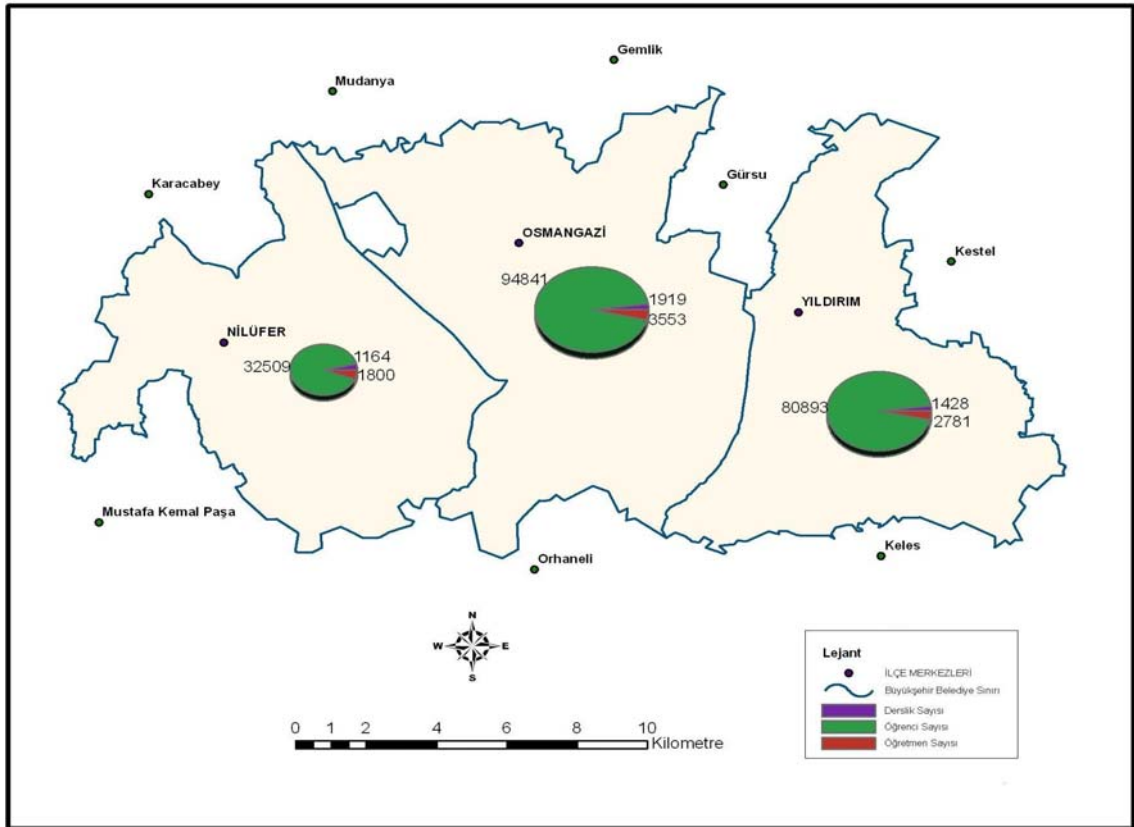 Gemlik
Mudanya
Karacabey
Gürsu
OSMANGAZİ
Kestel
94841
1919
3553
YILDIRIM
NİLÜFER
32509
1164
1800
80893
1428
2781
Mustafa Kemal Paşa
Orhaneli
Keles
N
W
E
S
Lejant
İLÇE MERKEZLERİ
Büyükşehir Belediye Sınırı
Derslik Sayısı
Öğrenci Sayısı
Öğretmen Sayısı
0 1 2 4 6 8 10
Kilometre